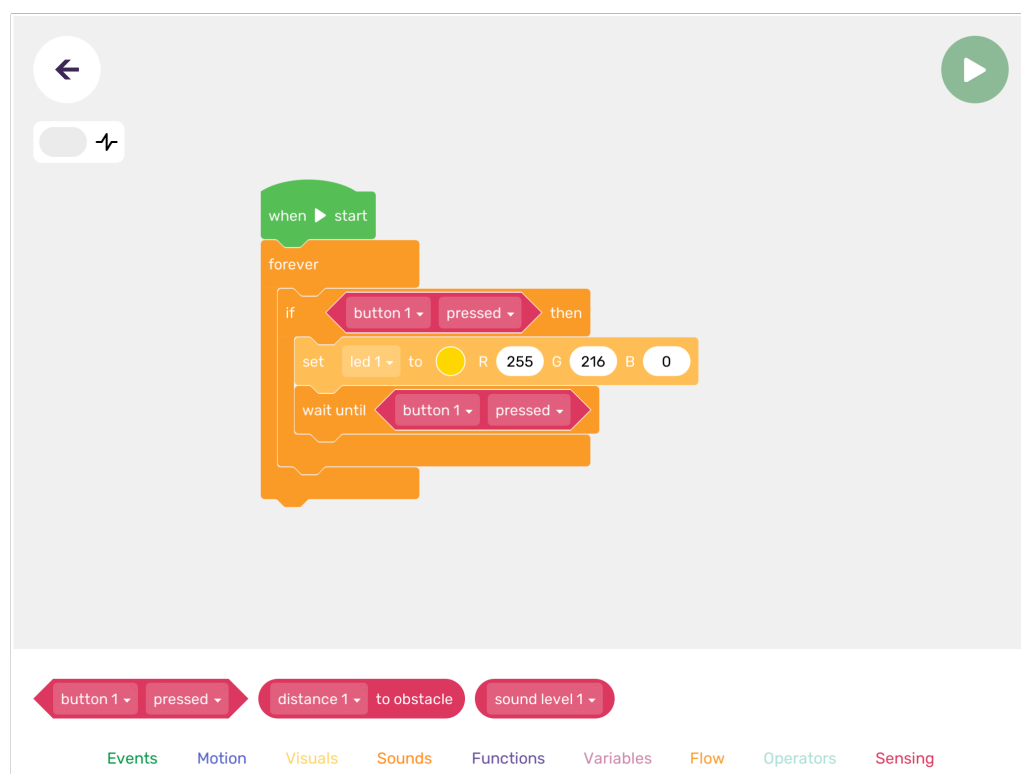 when start
forever
if button 1 pressed then
set led 1 to R 255 G 216 B 0
wait until button 1 pressed
button 1 pressed distance 1 to obstacle sound level 1
Events Motion Visuals Sounds Functions Variables Flow Operators Sensing